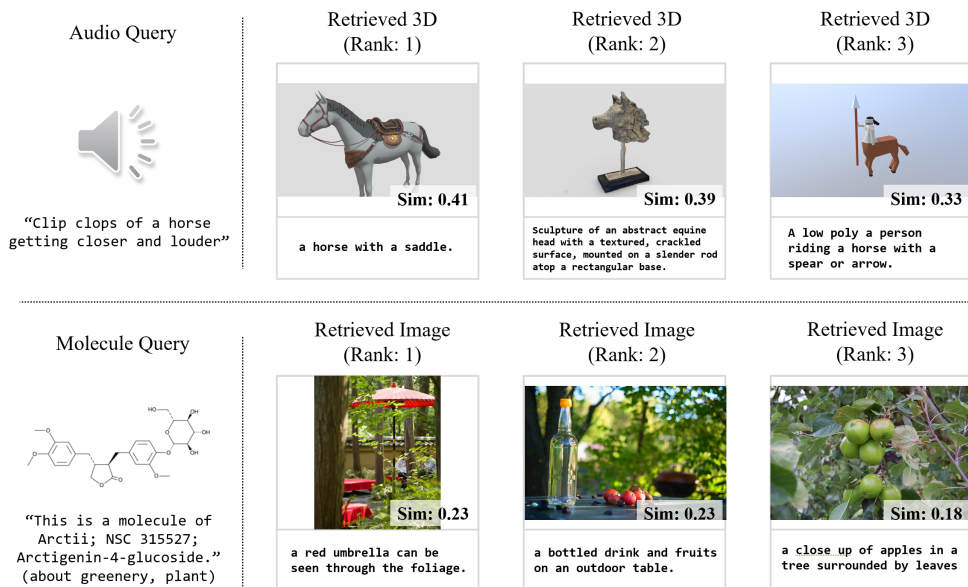 Audio Query
“Clip clops of a horse
getting closer and louder”
Retrieved 3D
(Rank: 1)
Sim: 0.41
a horse with a saddle.
Retrieved 3D
(Rank: 2)
Sim: 0.39
Sculpture of an abstract equine
head with a textured, crackled
surface, mounted on a slender rod
atop a rectangular base.
Retrieved 3D
(Rank: 3)
Sim: 0.33
A low poly a person
riding a horse with a
spear or arrow.
Molecule Query
HO
OH
O
OH
OH
O
O
O
O
O
O
“This is a molecule of
Arctii; NSC 315527;
Arctigenin-4-glucoside.”
(about greenery, plant)
Retrieved Image
(Rank: 1)
Sim: 0.23
a red umbrella can be
seen through the foliage.
Retrieved Image
(Rank: 2)
Sim: 0.23
a bottled drink and fruits
on an outdoor table.
Retrieved Image
(Rank: 3)
Sim: 0.18
a close up of apples in a
tree surrounded by leaves